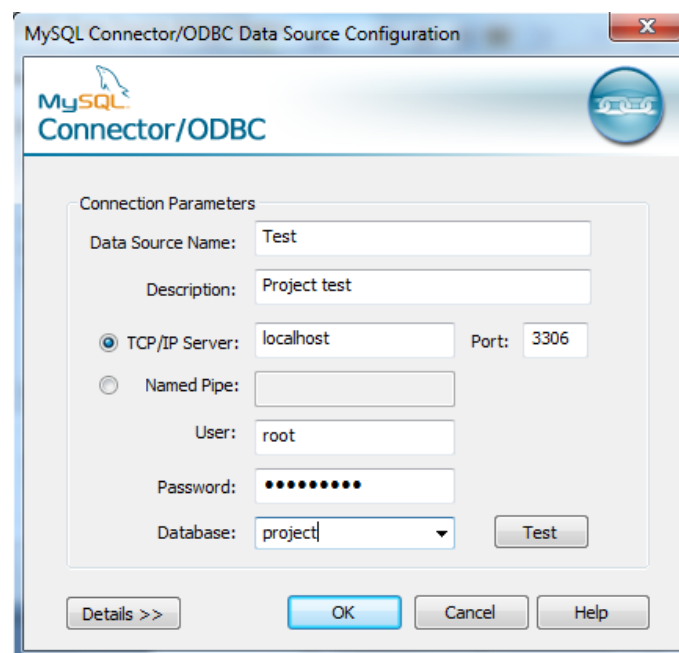 MySQL Connector/ODBC Data Source Configuration
X
MySQL
Connector/ODBC
Connection Parameters
Data Source Name: Test
Description: Project test
TCP/IP Server: localhost Port: 3306
Named Pipe:
User: root
Password: •••••••••
Database: project Test
Details >> OK Cancel Help